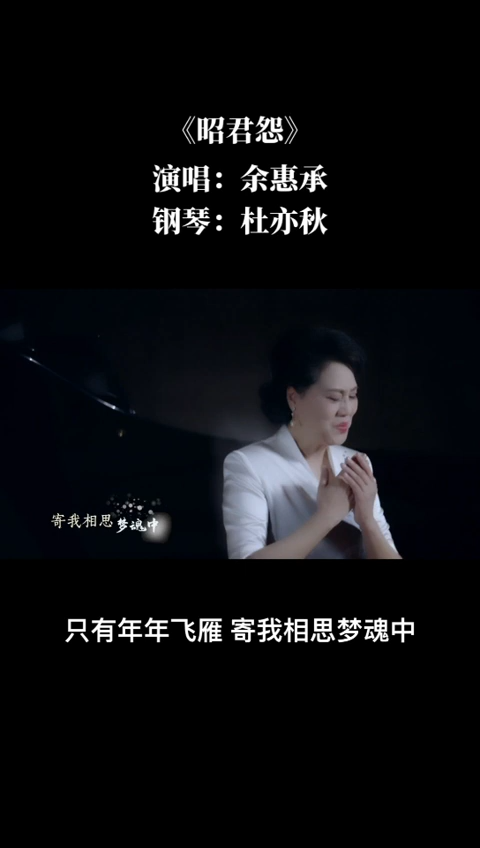 《昭君怨》
演唱：余惠承
钢琴：杜亦秋
寄我相思梦魂中
只有年年飞雁 寄我相思梦魂中